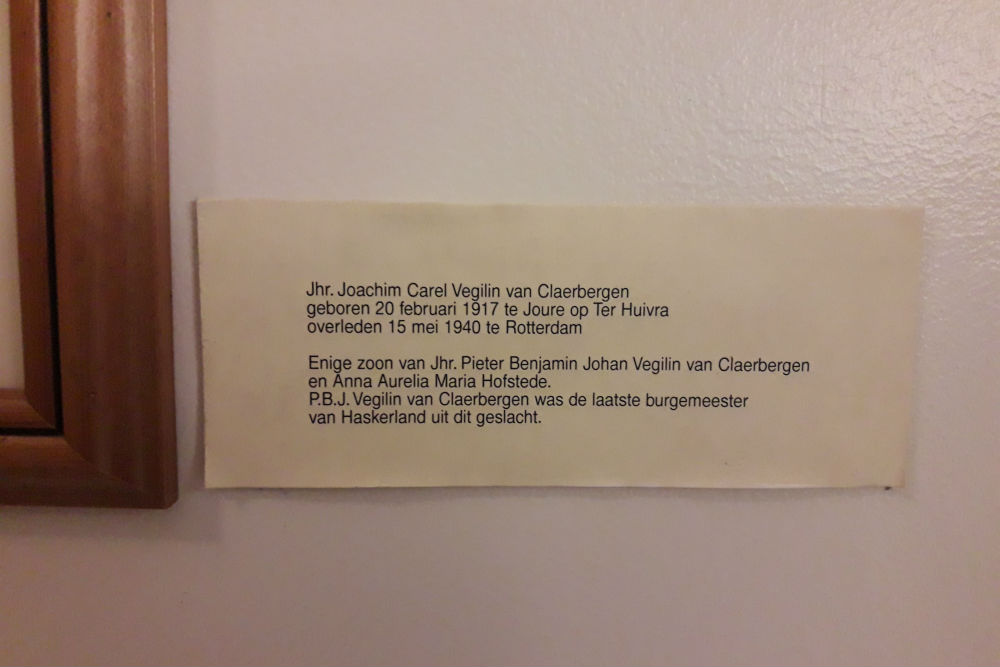 Jhr. Joachim Carel Vegilin van Claerbergen
geboren 20 februari 1917 te Joure op Ter Huivra
overleden 15 mei 1940 te Rotterdam
Enige zoon van Jhr. Pieter Benjamin Johan Vegilin van Claerbergen
en Anna Aurelia Maria Hofstede.
P.B.J. Vegilin van Claerbergen was de laatste burgemeester
van Haskerland uit dit geslacht.